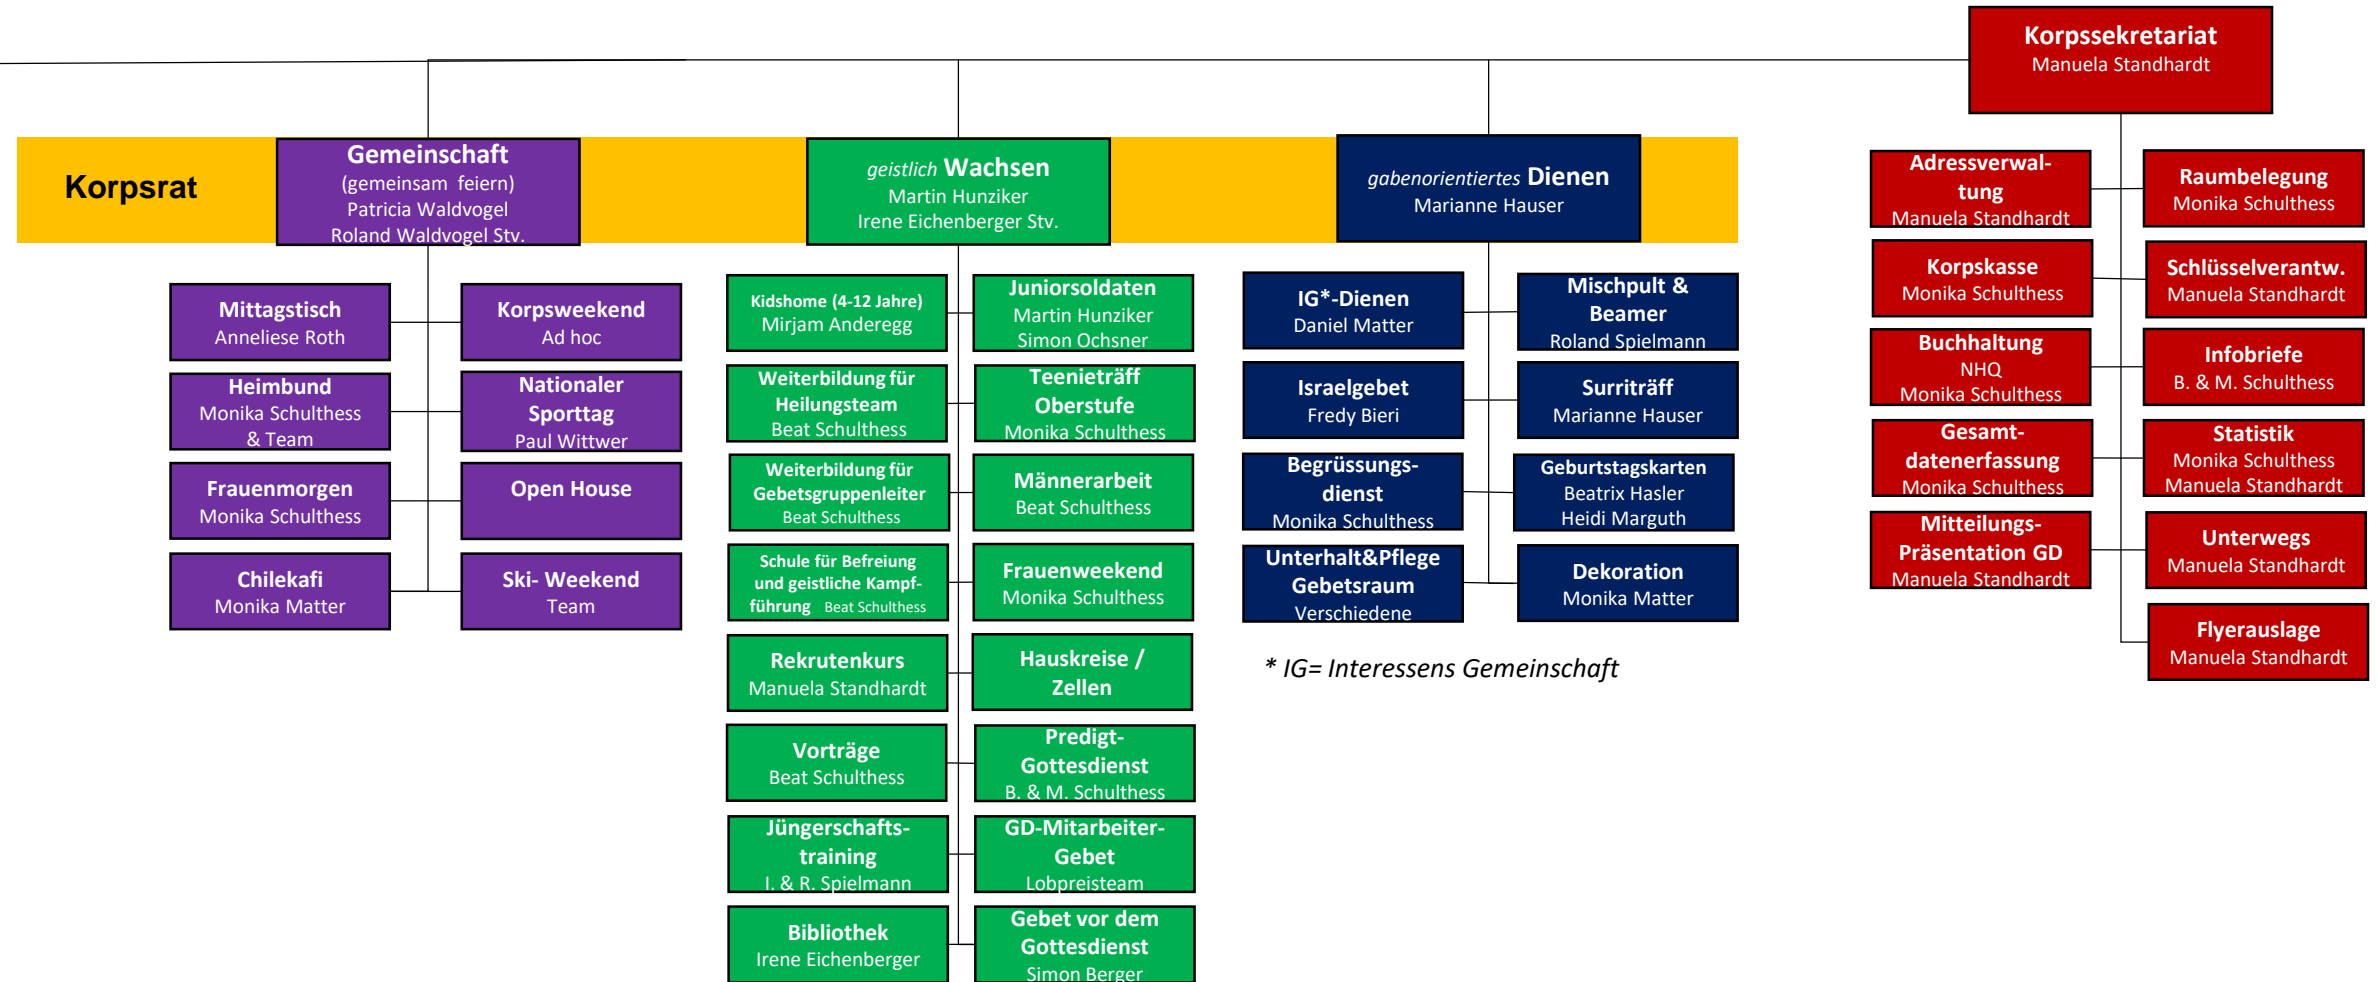 Korpssekretariat
Manuela Standhardt
Korpsrat
Gemeinschaft
(gemeinsam feiern)
Patricia Waldvogel
Roland Waldvogel Stv.
geistlich Wachsen
Martin Hunziker
Irene Eichenberger Stv.
gabenorientiertes Dienen
Marianne Hauser
Mittagstisch
Anneliese Roth
Korpsweekend
Ad hoc
Heimbund
Monika Schulthess
& Team
Nationaler
Sporttag
Paul Wittwer
Frauenmorgen
Monika Schulthess
Open House
Chilekafi
Monika Matter
Ski- Weekend
Team
Kidshome (4-12 Jahre)
Mirjam Anderegg
Juniorsoldaten
Martin Hunziker
Simon Ochsner
Weiterbildung für
Heilungsteam
Beat Schulthess
Teenieträff
Oberstufe
Monika Schulthess
Weiterbildung für
Gebetsgruppenleiter
Beat Schulthess
Männerarbeit
Beat Schulthess
Schule für Befreiung
und geistliche Kampf-
führung Beat Schulthess
Frauenweekend
Monika Schulthess
Rekrutenkurs
Manuela Standhardt
Hauskreise /
Zellen
Vorträge
Beat Schulthess
Predigt-
Gottesdienst
B. & M. Schulthess
Jüngerschafts-
training
I. & R. Spielmann
GD-Mitarbeiter-
Gebet
Lobpreisteam
Bibliothek
Irene Eichenberger
Gebet vor dem
Gottesdienst
Simon Berger
IG*-Dienen
Daniel Matter
Mischpult &
Beamer
Roland Spielmann
Israelgebet
Fredy Bieri
Surriträff
Marianne Hauser
Begrüssungs-
dienst
Monika Schulthess
Geburtstagskarten
Beatrix Hasler
Heidi Marguth
Unterhalt&Pflege
Gebetsraum
Verschiedene
Dekoration
Monika Matter
* IG= Interessens Gemeinschaft
Adressverwal-
tung
Manuela Standhardt
Raumbelegung
Monika Schulthess
Korpskasse
Monika Schulthess
Schlüsselverantw.
Manuela Standhardt
Buchhaltung
NHQ
Monika Schulthess
Infobriefe
B. & M. Schulthess
Gesamt-
datenerfassung
Monika Schulthess
Statistik
Monika Schulthess
Manuela Standhardt
Mitteilungs-
Präsentation GD
Manuela Standhardt
Unterwegs
Manuela Standhardt
Flyerauslage
Manuela Standhardt